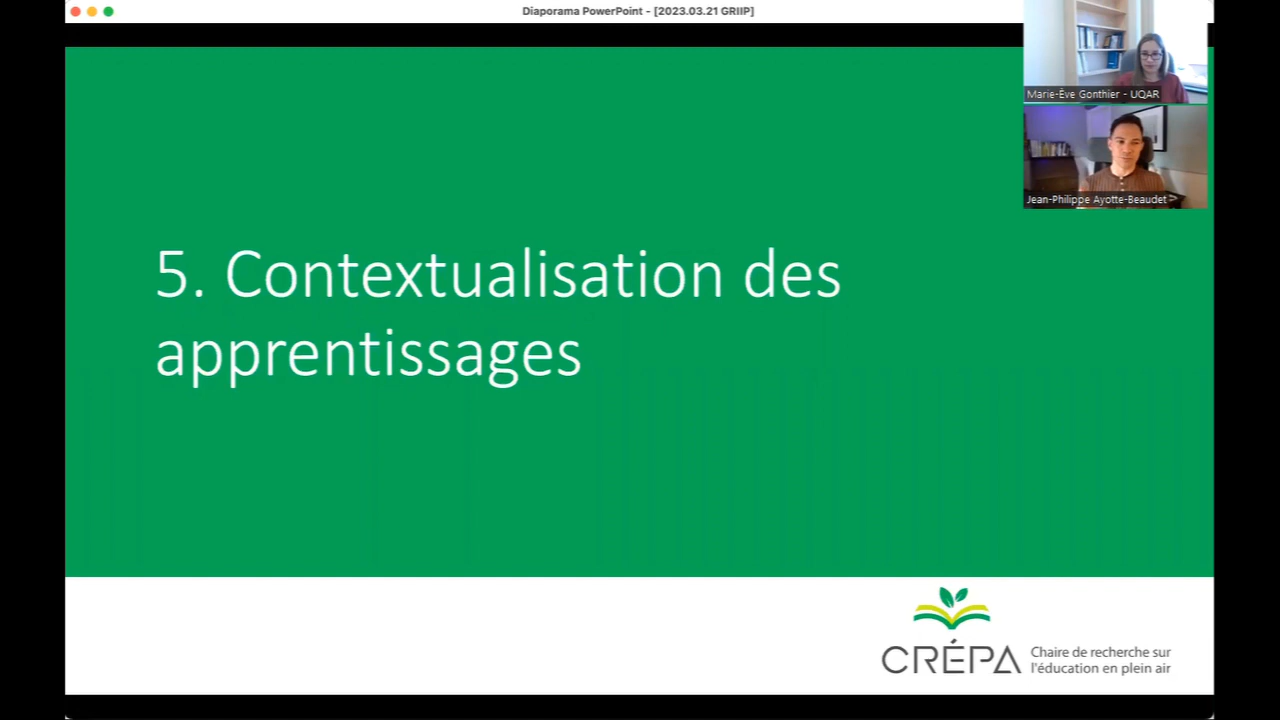 Diaporama PowerPoint - [2023.03.21 GRIIP]
Marie-Ève Gonthier - UQAR
Jean-Philippe Ayotte-Beaudet
5. Contextualisation des
apprentissages
CRÉPA
Chaire de recherche sur
l'éducation en plein air